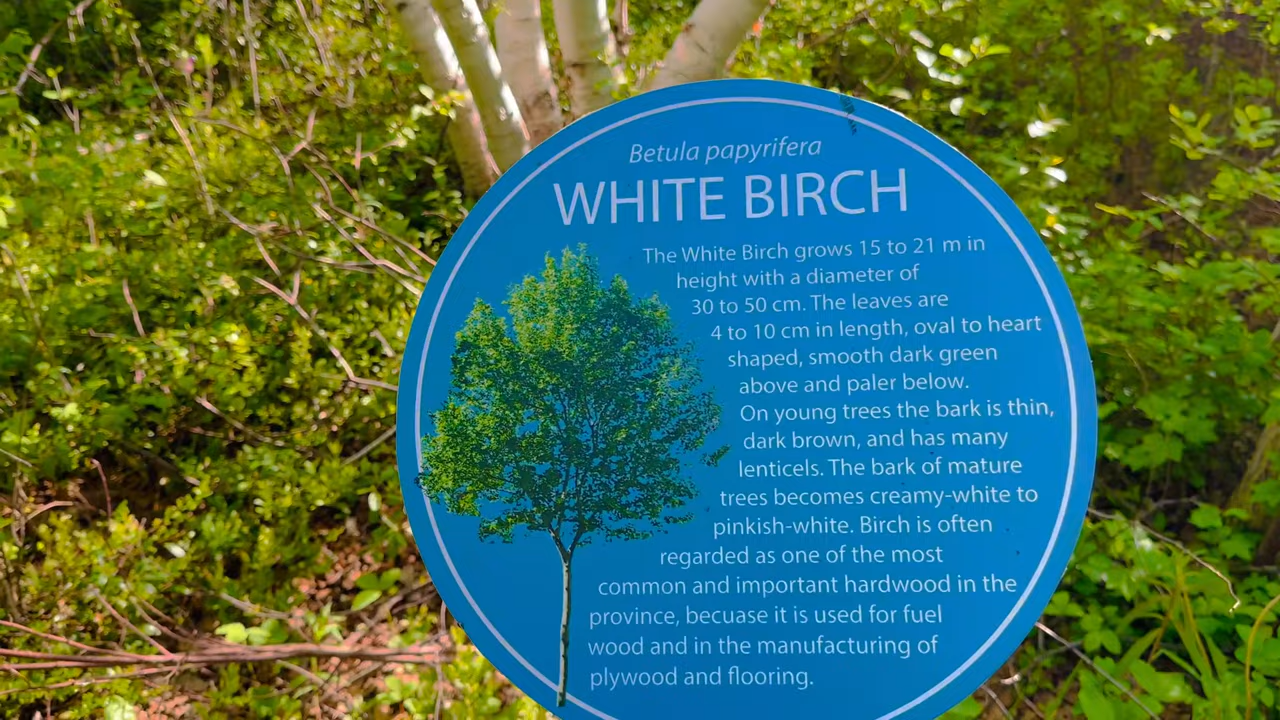 Betula papyrifera
WHITE BIRCH
The White Birch grows 15 to 21 m in
height with a diameter of
30 to 50 cm. The leaves are
4 to 10 cm in length, oval to heart
shaped, smooth dark green
above and paler below.
On young trees the bark is thin,
dark brown, and has many
lenticels. The bark of mature
trees becomes creamy-white to
pinkish-white. Birch is often
regarded as one of the most
common and important hardwood in the
province, becuase it is used for fuel
wood and in the manufacturing of
plywood and flooring.